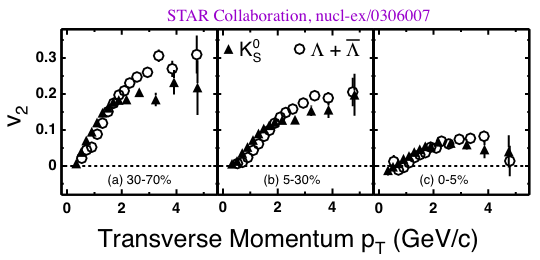 STAR Collaboration, nucl-ex/0306007
v2
0.3
0.2
0.1
0
K0S
Λ + Λ̅
(a) 30-70%
(b) 5-30%
(c) 0-5%
0 2 4 0 2 4 0 2 4
Transverse Momentum pT (GeV/c)